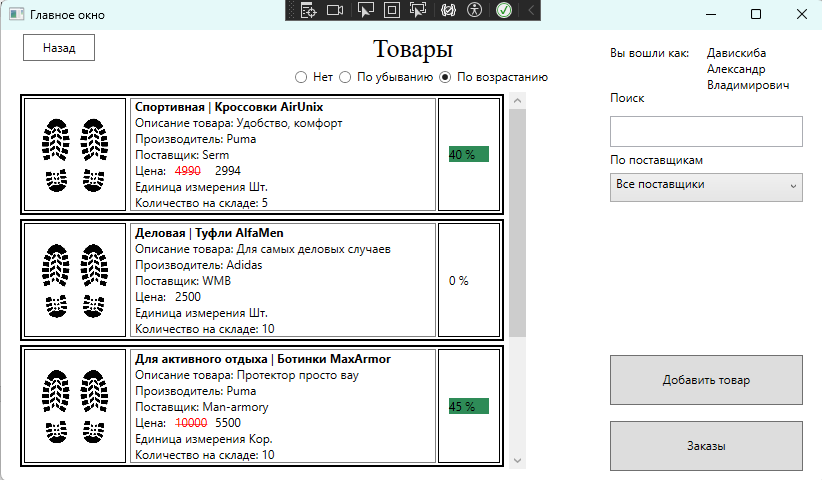 Главное окно
Назад
Товары
Нет По убыванию По возрастанию
Вы вошли как: Давискиба
Александр
Владимирович
Поиск
По поставщикам
Все поставщики
Спортивная | Кроссовки AirUnix
Описание товара: Удобство, комфорт
Производитель: Puma
Поставщик: Serm
Цена: 4990 2994
Единица измерения Шт.
Количество на складе: 5
40 %
Деловая | Туфли AlfaMen
Описание товара: Для самых деловых случаев
Производитель: Adidas
Поставщик: WMB
Цена: 2500
Единица измерения Шт.
Количество на складе: 10
0 %
Для активного отдыха | Ботинки MaxArmor
Описание товара: Протектор просто вау
Производитель: Puma
Поставщик: Man-armory
Цена: 10000 5500
Единица измерения Кор.
Количество на складе: 10
45 %
Добавить товар
Заказы